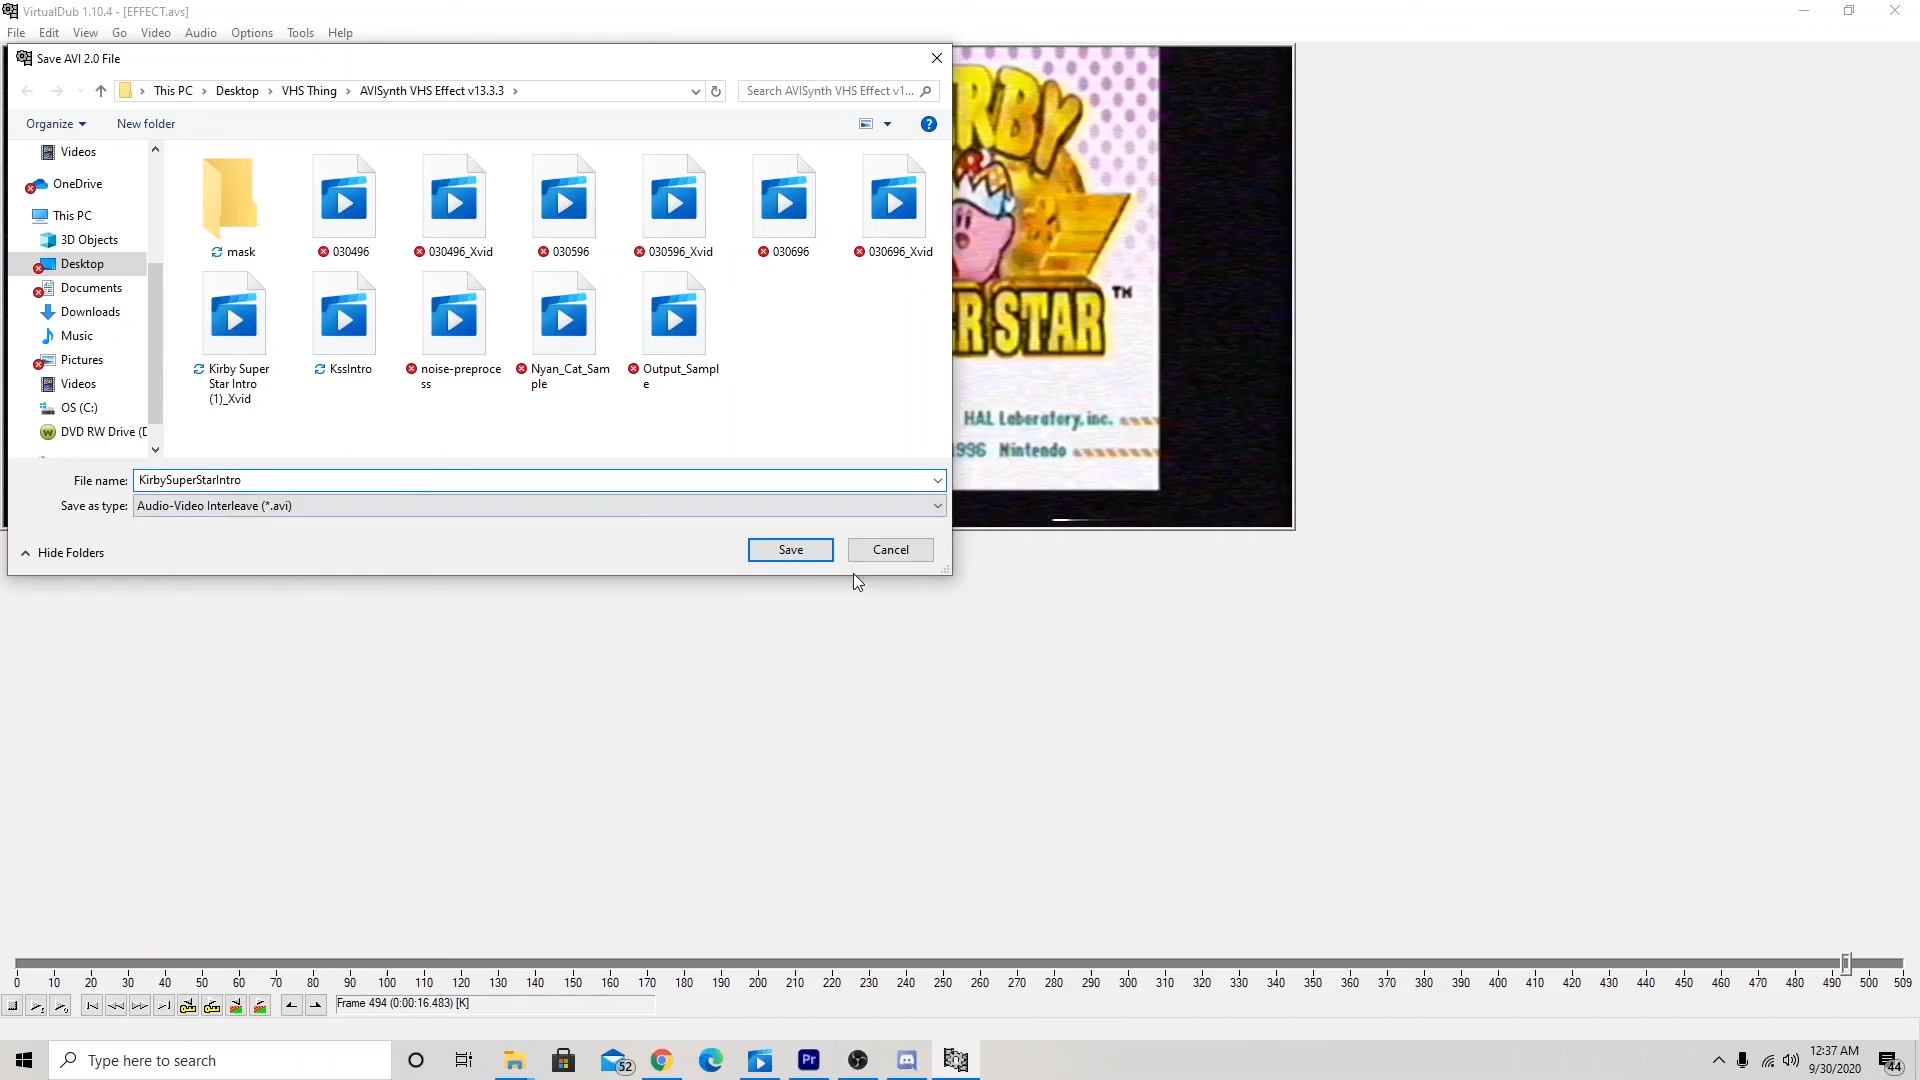 VirtualDub 1.10.4 - [EFFECT.avs]
File Edit View Go Video Audio Options Tools Help
Save AVI 2.0 File
This PC > Desktop > VHS Thing > AVISynth VHS Effect v13.3.3 >
Search AVISynth VHS Effect v1...
Organize
New folder
Videos
OneDrive
This PC
3D Objects
Desktop
Documents
Downloads
Music
Pictures
Videos
OS (C:)
DVD RW Drive (D
mask
030496
030496_Xvid
030596
030596_Xvid
030696
030696_Xvid
Kirby Super
Star Intro
(1)_Xvid
KssIntro
noise-preproce
ss
Nyan_Cat_Sam
ple
Output_Sampl
e
File name: KirbySuperStarIntro
Save as type: Audio-Video Interleave (*.avi)
Hide Folders
Save
Cancel
RBY
ER STAR TM
HAL Laboratory, inc.
1996 Nintendo
0 10 20 30 40 50 60 70 80 90 100 110 120 130 140 150 160 170 180 190 200 210 220 230 240 250 260 270 280 290 300 310 320 330 340 350 360 370 380 390 400 410 420 430 440 450 460 470 480 490 500 509
Frame 494 (0:00:16.483) [K]
Type here to search
52
Pr
12:37 AM
9/30/2020
44